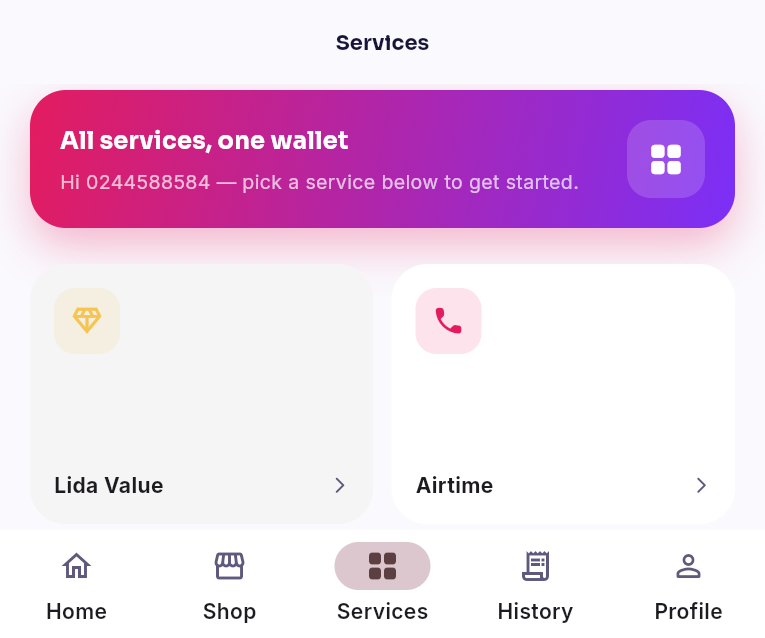 Services
All services, one wallet
Hi 0244588584 — pick a service below to get started.
Lida Value
Airtime
Home
Shop
Services
History
Profile